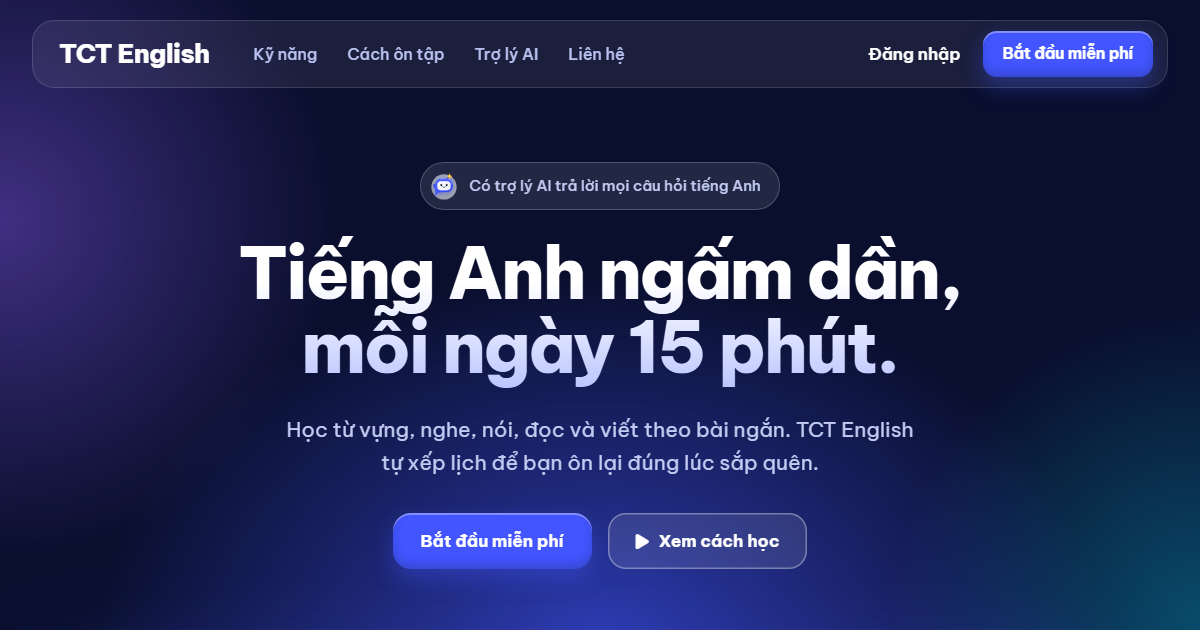 TCT English
Kỹ năng
Cách ôn tập
Trợ lý AI
Liên hệ
Đăng nhập
Bắt đầu miễn phí
Có trợ lý AI trả lời mọi câu hỏi tiếng Anh
Tiếng Anh ngấm dần,
mỗi ngày 15 phút.
Học từ vựng, nghe, nói, đọc và viết theo bài ngắn. TCT English
tự xếp lịch để bạn ôn lại đúng lúc sắp quên.
Bắt đầu miễn phí
Xem cách học